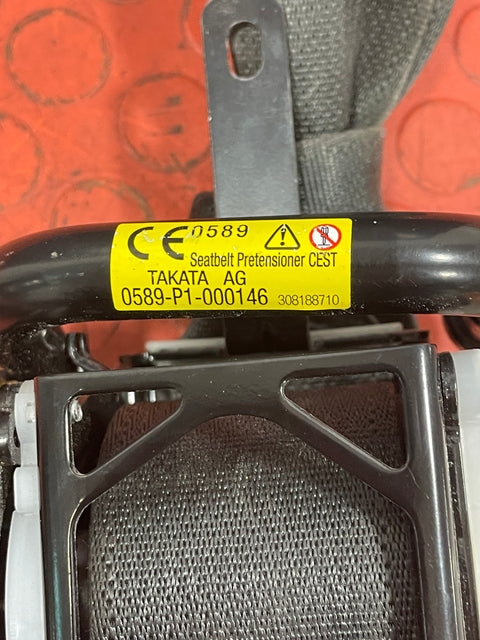 CE 0589
Seatbelt Pretensioner CEST
TAKATA AG
0589-P1-000146 308188710